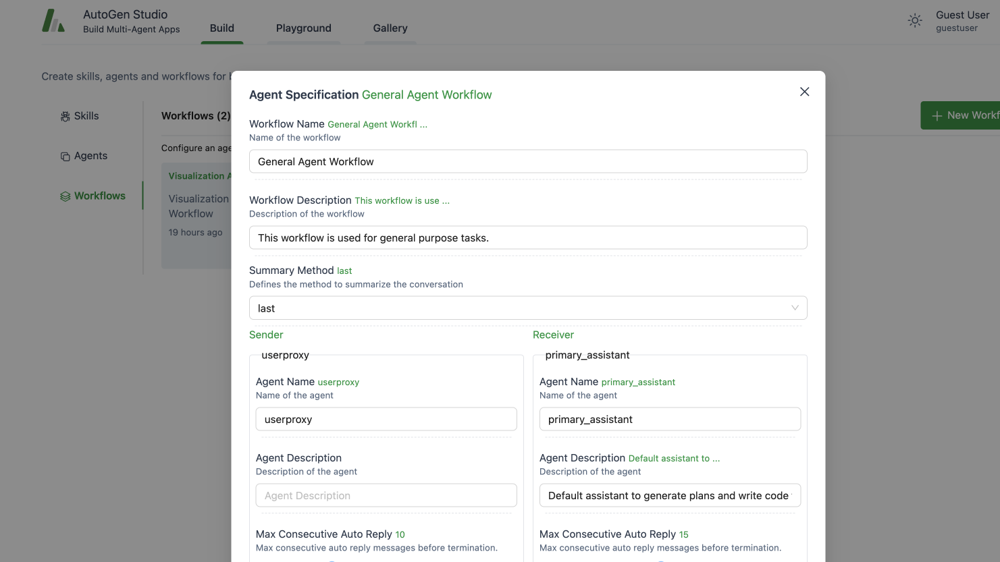 AutoGen Studio
Build Multi-Agent Apps
Build
Playground
Gallery
Guest User
guestuser
Create skills, agents and workflows for
Skills
Agents
Workflows
Workflows (2)
Configure an age
Visualization A
Visualization
Workflow
19 hours ago
New Workf
Agent Specification General Agent Workflow
Workflow Name General Agent Workfl ...
Name of the workflow
General Agent Workflow
Workflow Description This workflow is use ...
Description of the workflow
This workflow is used for general purpose tasks.
Summary Method last
Defines the method to summarize the conversation
last
Sender
userproxy
Agent Name userproxy
Name of the agent
userproxy
Agent Description
Description of the agent
Agent Description
Max Consecutive Auto Reply 10
Max consecutive auto reply messages before termination.
Receiver
primary_assistant
Agent Name primary_assistant
Name of the agent
primary_assistant
Agent Description Default assistant to ...
Description of the agent
Default assistant to generate plans and write code
Max Consecutive Auto Reply 15
Max consecutive auto reply messages before termination.